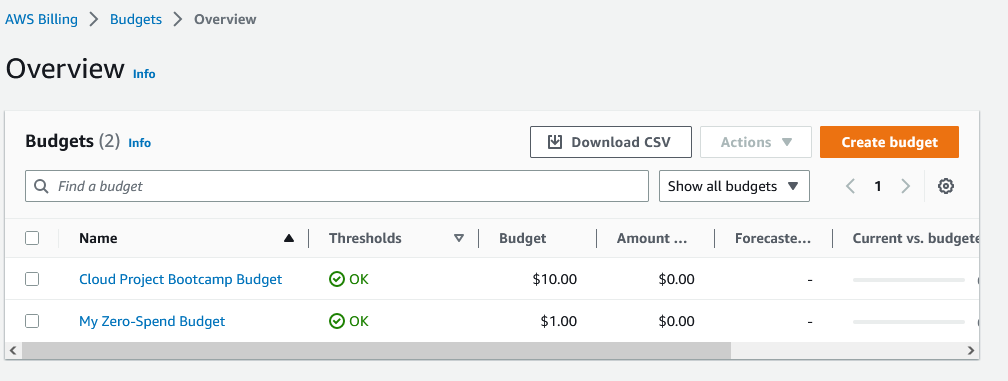 AWS Billing > Budgets > Overview
Overview Info
Budgets (2) Info Download CSV Actions Create budget
Find a budget Show all budgets 1
Name Thresholds Budget Amount ... Forecaste... Current vs. budgete
Cloud Project Bootcamp Budget OK $10.00 $0.00 -
My Zero-Spend Budget OK $1.00 $0.00 -